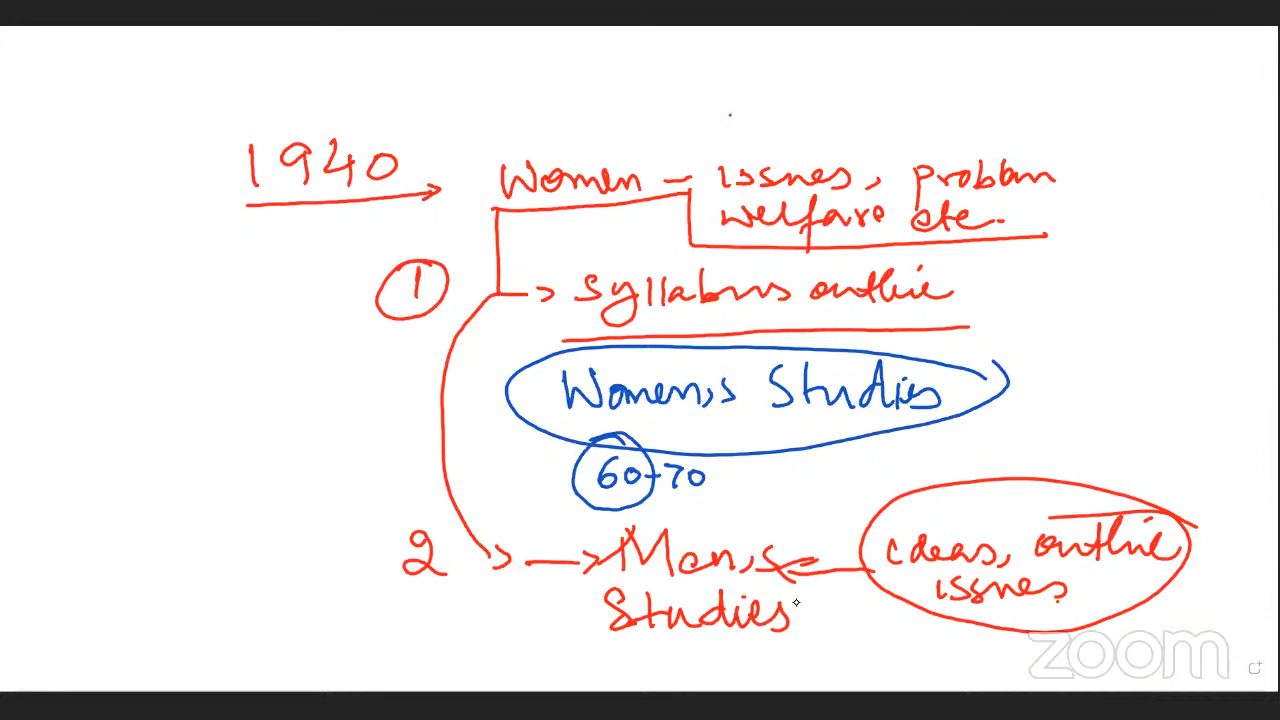 1940
Women - issues, problem
welfare etc.
1
syllabus outline
Women's Studies
60-70
2 Men's
Studies
ideas, outline
issues
zoom